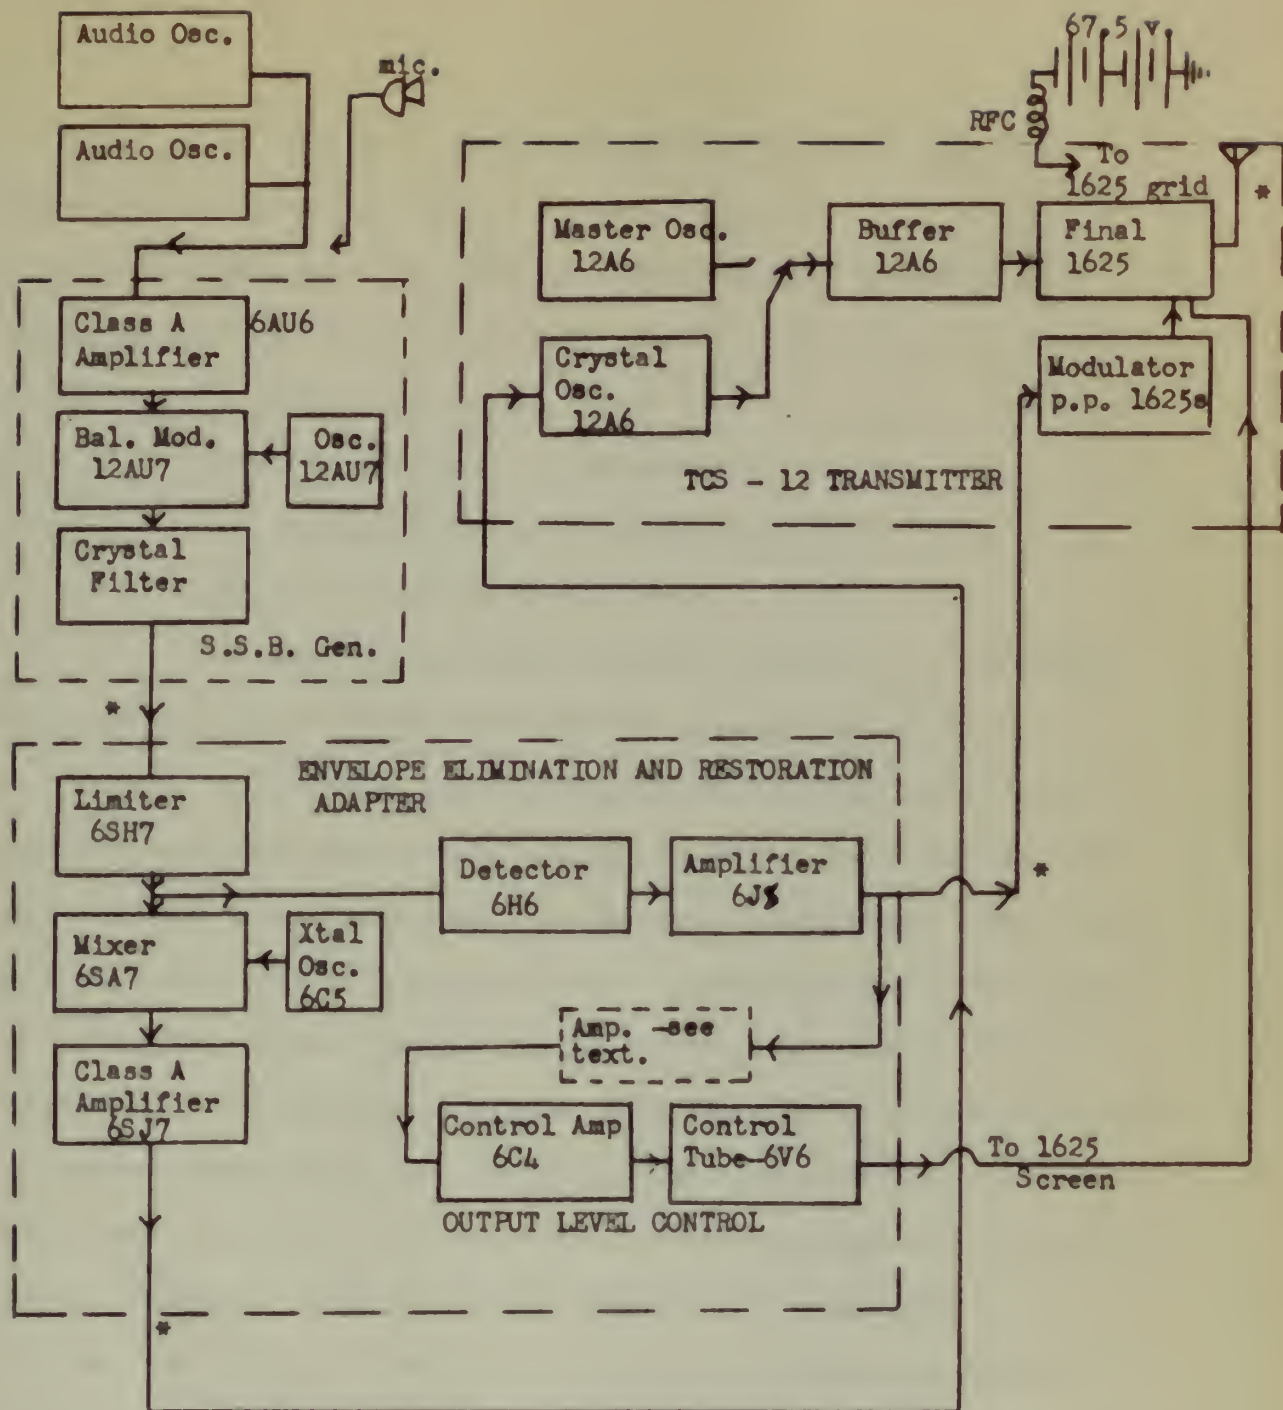 Audio Osc.
Audio Osc.
mic.
67.5 v.
RFC
To
1625 grid
*
Master Osc.
12A6
Buffer
12A6
Final
1625
Crystal
Osc.
12A6
Modulator
p.p. 1625s
TCS - 12 TRANSMITTER
Class A
Amplifier
6AU6
Bal. Mod.
12AU7
Osc.
12AU7
Crystal
Filter
S.S.B. Gen.
*
ENVELOPE ELIMINATION AND RESTORATION
ADAPTER
Limiter
6SH7
Detector
6H6
Amplifier
*
Mixer
6SA7
Xtal
Osc.
6C5
Amp. -see
text.
Class A
Amplifier
6SJ7
Control Amp
6C4
Control
Tube-6V6
To 1625
Screen
OUTPUT LEVEL CONTROL
*